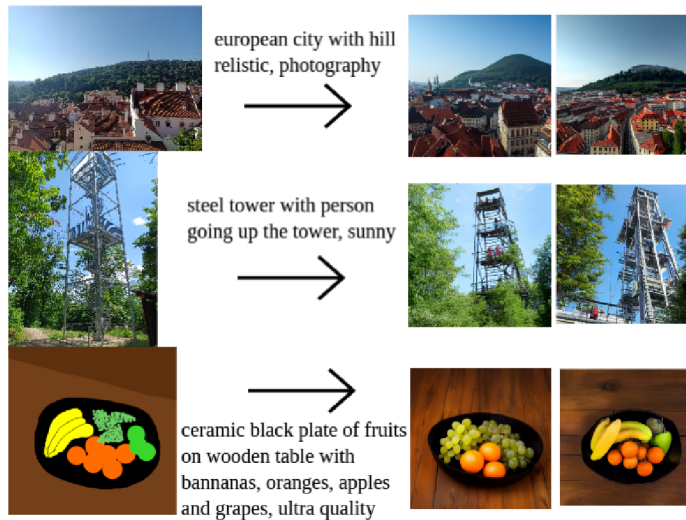 european city with hill
relistic, photography
steel tower with person
going up the tower, sunny
ceramic black plate of fruits
on wooden table with
bannanas, oranges, apples
and grapes, ultra quality